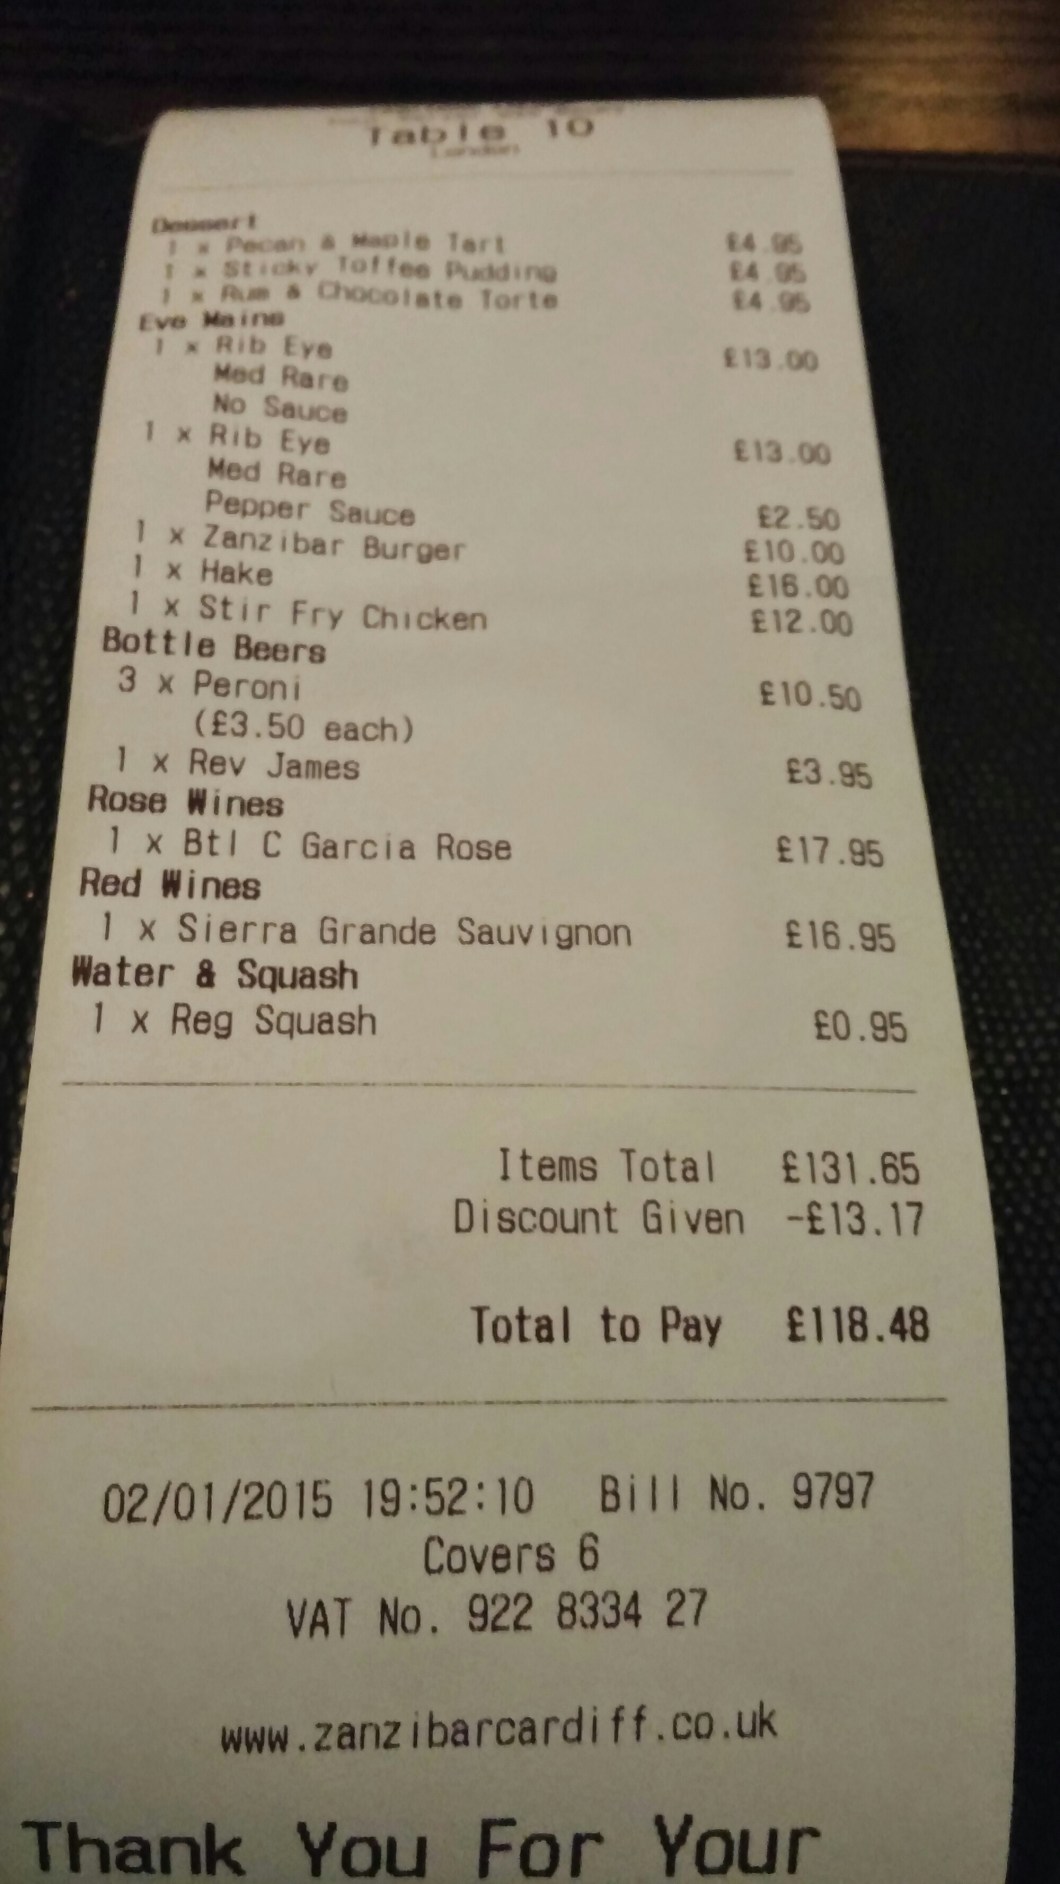 Table 10
London
Dessert
1 x Pecan & Maple Tart £4.95
1 x Sticky Toffee Pudding £4.95
1 x Rum & Chocolate Torte £4.95
Eve Mains
1 x Rib Eye £13.00
Med Rare
No Sauce
1 x Rib Eye £13.00
Med Rare
Pepper Sauce £2.50
1 x Zanzibar Burger £10.00
1 x Hake £16.00
1 x Stir Fry Chicken £12.00
Bottle Beers
3 x Peroni £10.50
(£3.50 each)
1 x Rev James £3.95
Rose Wines
1 x Btl C Garcia Rose £17.95
Red Wines
1 x Sierra Grande Sauvignon £16.95
Water & Squash
1 x Reg Squash £0.95
Items Total £131.65
Discount Given -£13.17
Total to Pay £118.48
02/01/2015 19:52:10 Bill No. 9797
Covers 6
VAT No. 922 8334 27
www.zanzibarcardiff.co.uk
Thank You For Your